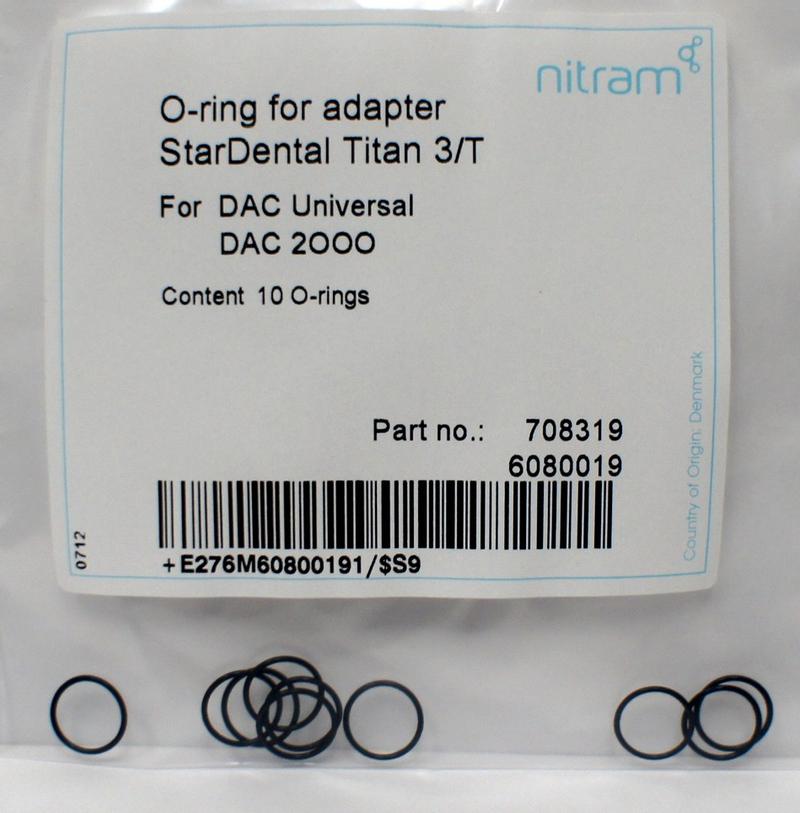 nitram
O-ring for adapter
StarDental Titan 3/T
For DAC Universal
DAC 2000
Content 10 O-rings
Part no.: 708319
6080019
+E276M60800191/$S9
0712
Country of Origin: Denmark